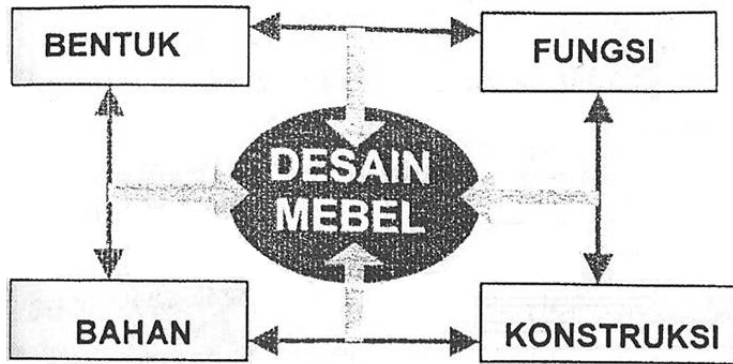 BENTUK
FUNGSI
DESAIN
MEBEL
BAHAN
KONSTRUKSI